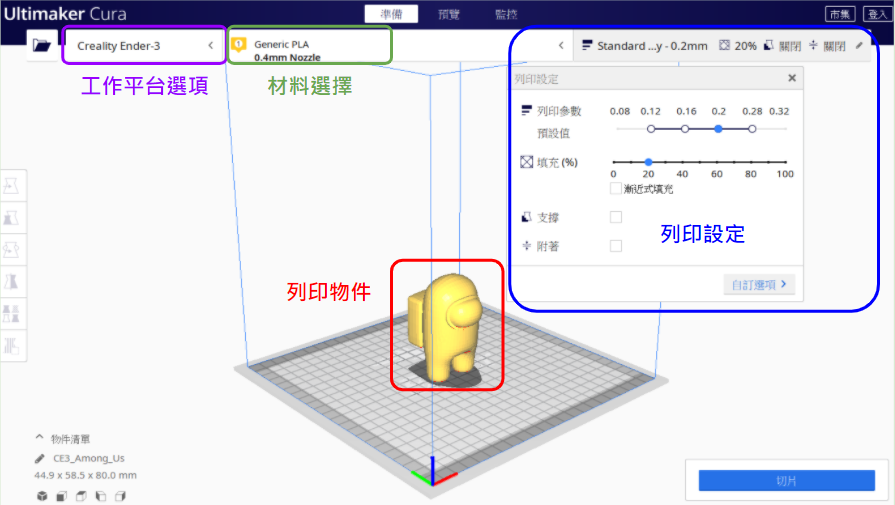 Ultimaker Cura
準備
預覽
監控
市集
登入
Creality Ender-3
1
Generic PLA
0.4mm Nozzle
Standard ...y - 0.2mm
20%
關閉
關閉
工作平台選項
材料選擇
列印設定
列印參數
0.08 0.12 0.16 0.2 0.28 0.32
預設值
填充 (%)
0 20 40 60 80 100
漸近式填充
支撐
附著
列印設定
自訂選項
列印物件
物件清單
CE3_Among_Us
44.9 x 58.5 x 80.0 mm
切片